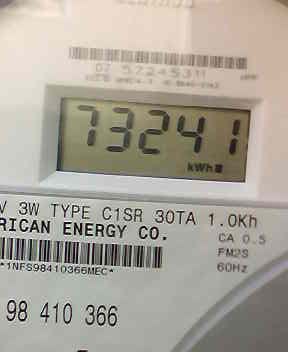 57245311
73241
kWh
V 3W TYPE C1SR 30TA 1.0Kh
RICAN ENERGY CO.
CA 0.5
FM2S
60Hz
*1NFS98410366MEC*
98 410 366